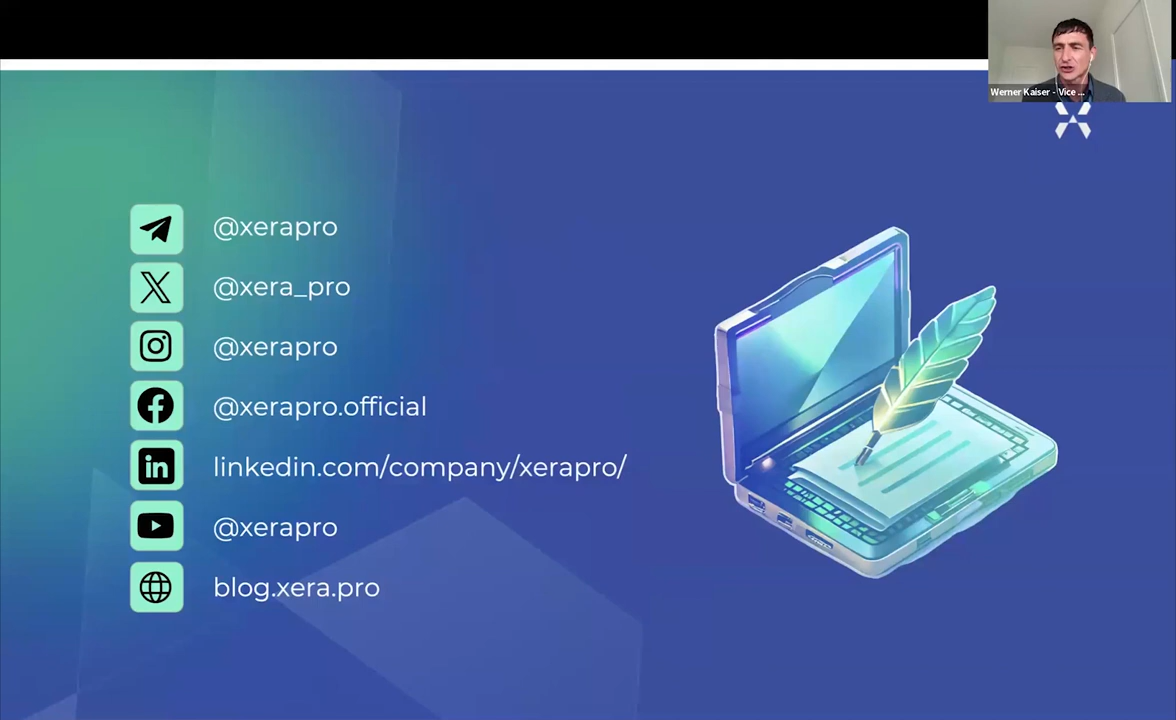 Werner Kaiser - Vice ...
@xerapro
@xera_pro
@xerapro
@xerapro.official
linkedin.com/company/xerapro/
@xerapro
blog.xera.pro